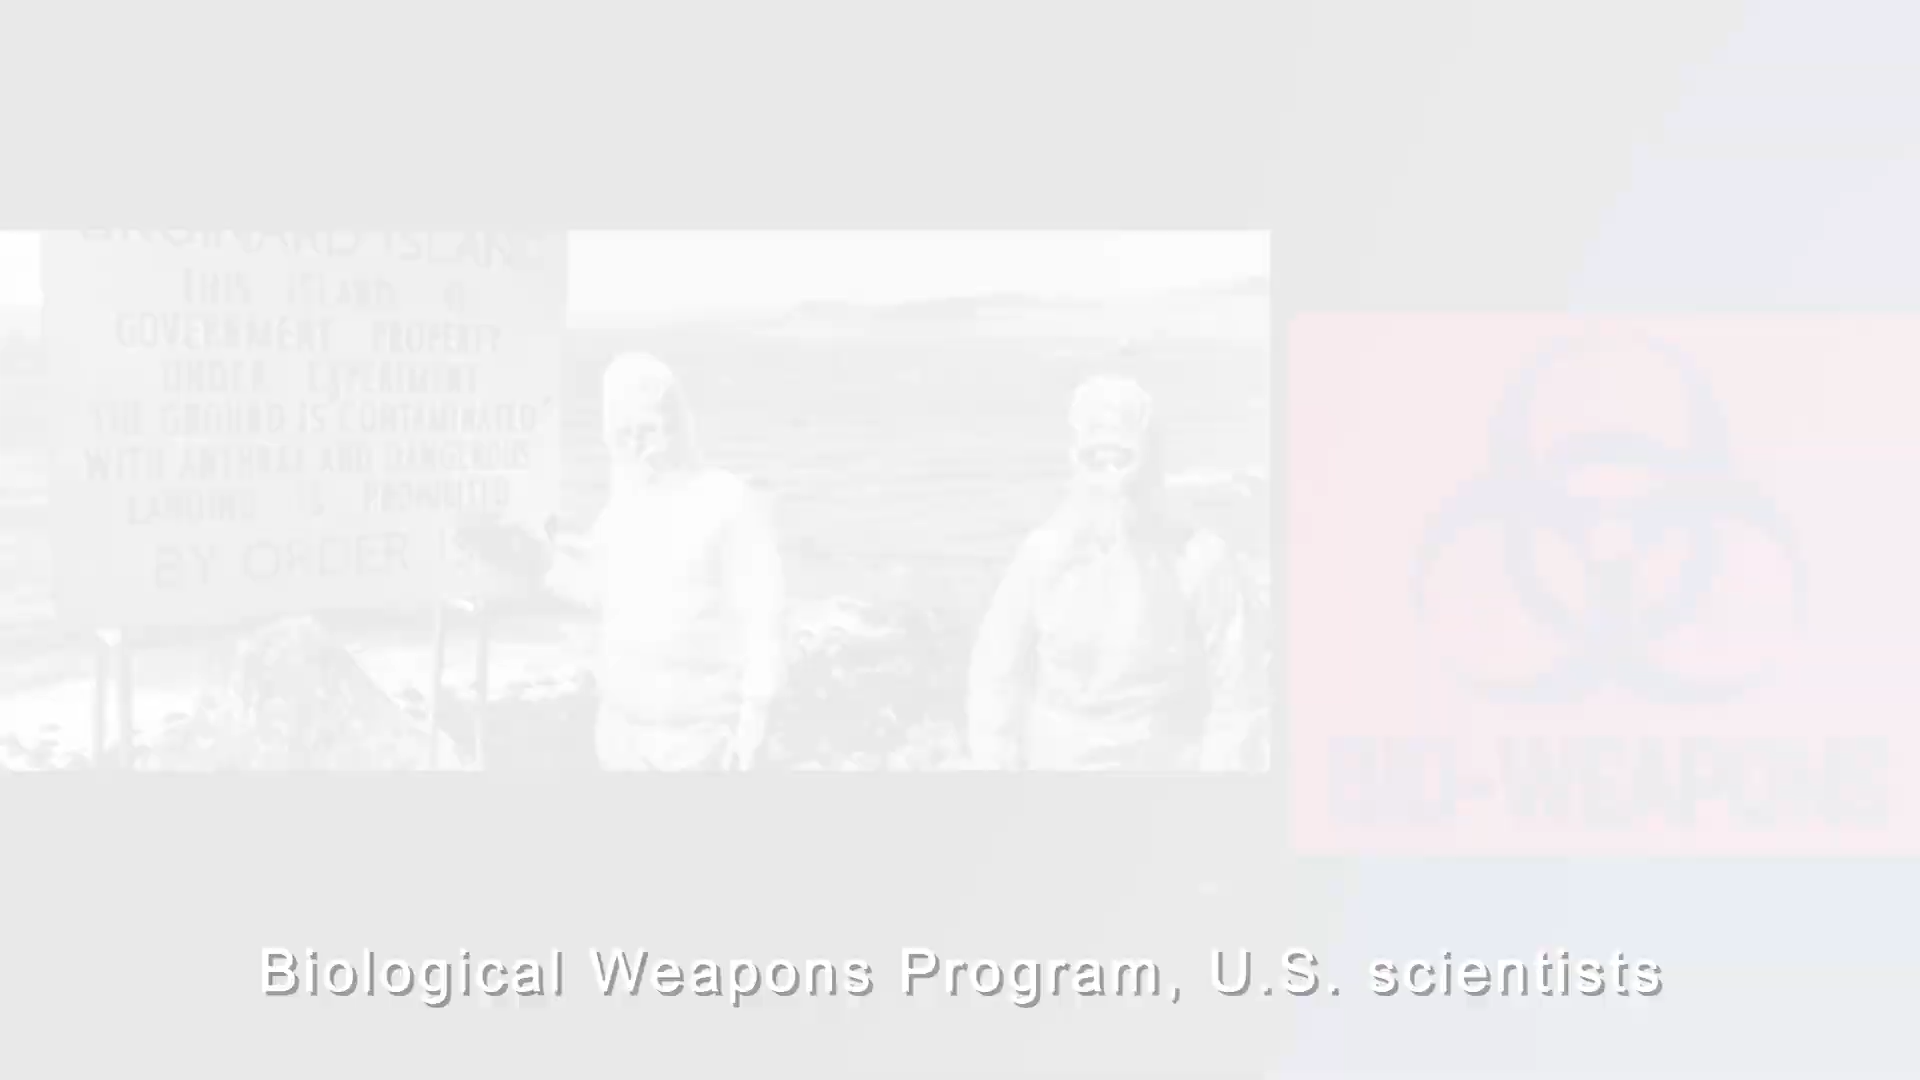 ISLAND
THIS ISLAND IS
GOVERNMENT PROPERTY
UNDER EXPERIMENT
THE GROUND IS CONTAMINATED
WITH ANTHRAX AND DANGEROUS
LANDING IS PROHIBITED
BY ORDER
BIO-WEAPONS
Biological Weapons Program, U.S. scientists